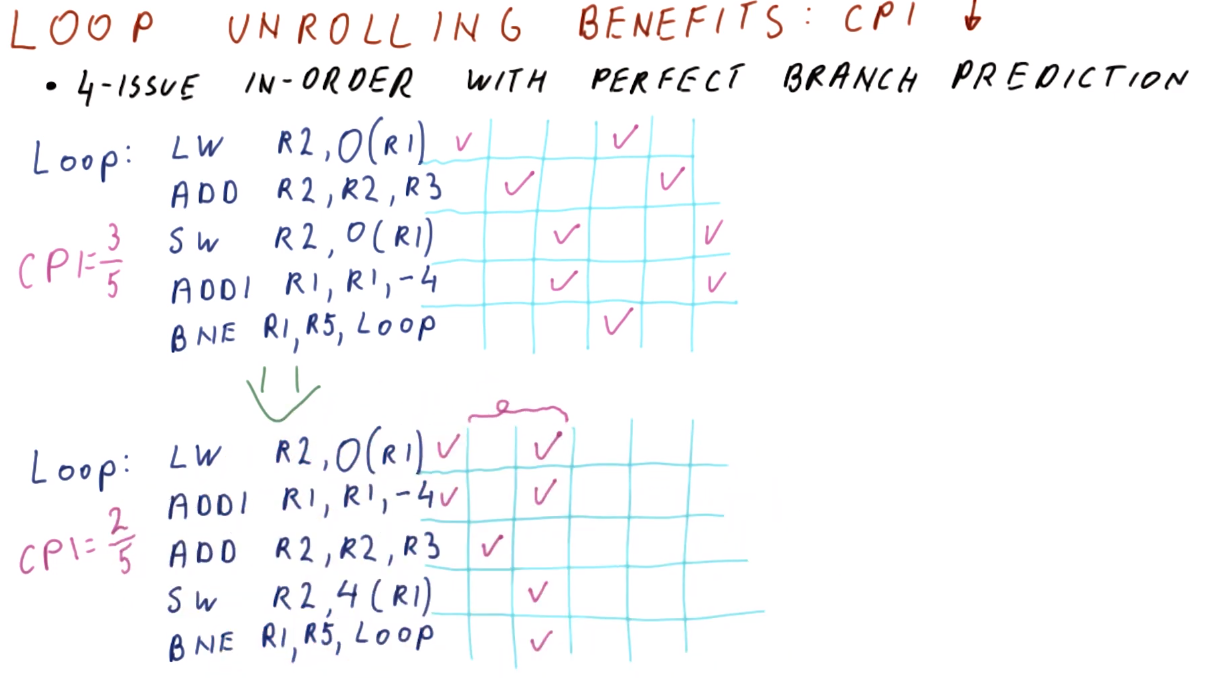 LOOP UNROLLING BENEFITS: CPI ↓
• 4-ISSUE IN-ORDER WITH PERFECT BRANCH PREDICTION
Loop: LW R2,0(R1) ✓ ✓
ADD R2,R2,R3 ✓ ✓
SW R2,0(R1) ✓ ✓
CPI=3/5
ADDI R1,R1,-4 ✓ ✓
BNE R1,R5,Loop ✓
Loop: LW R2,0(R1) ✓ ✓
ADDI R1,R1,-4 ✓ ✓
CPI=2/5
ADD R2,R2,R3 ✓
SW R2,4(R1) ✓
BNE R1,R5,Loop ✓